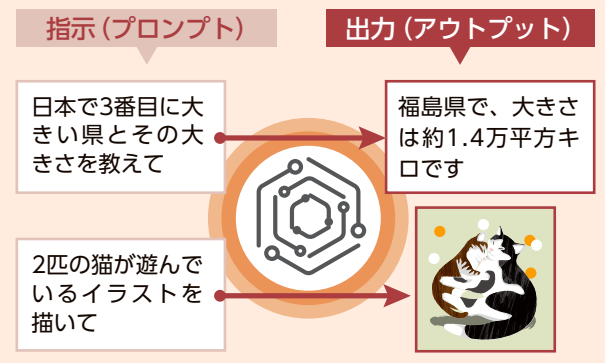 指示（プロンプト）
出力（アウトプット）
日本で3番目に大
きい県とその大
きさを教えて
福島県で、大きさ
は約1.4万平方キ
ロです
2匹の猫が遊んで
いるイラストを
描いて